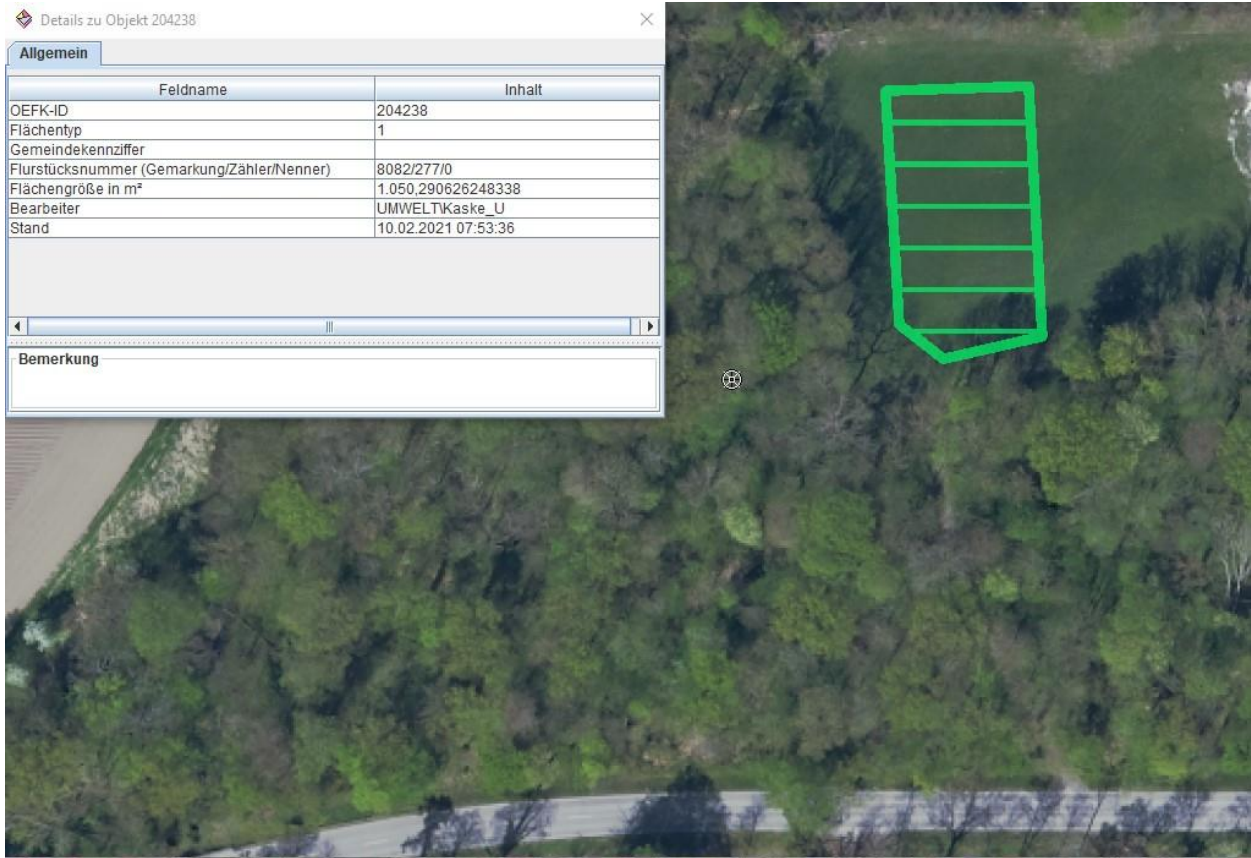 Details zu Objekt 204238
Allgemein
Feldname Inhalt
OEFK-ID 204238
Flächentyp 1
Gemeindekennziffer
Flurstücksnummer (Gemarkung/Zähler/Nenner) 8082/277/0
Flächengröße in m² 1.050,290626248338
Bearbeiter UMWELT\Kaske_U
Stand 10.02.2021 07:53:36
Bemerkung